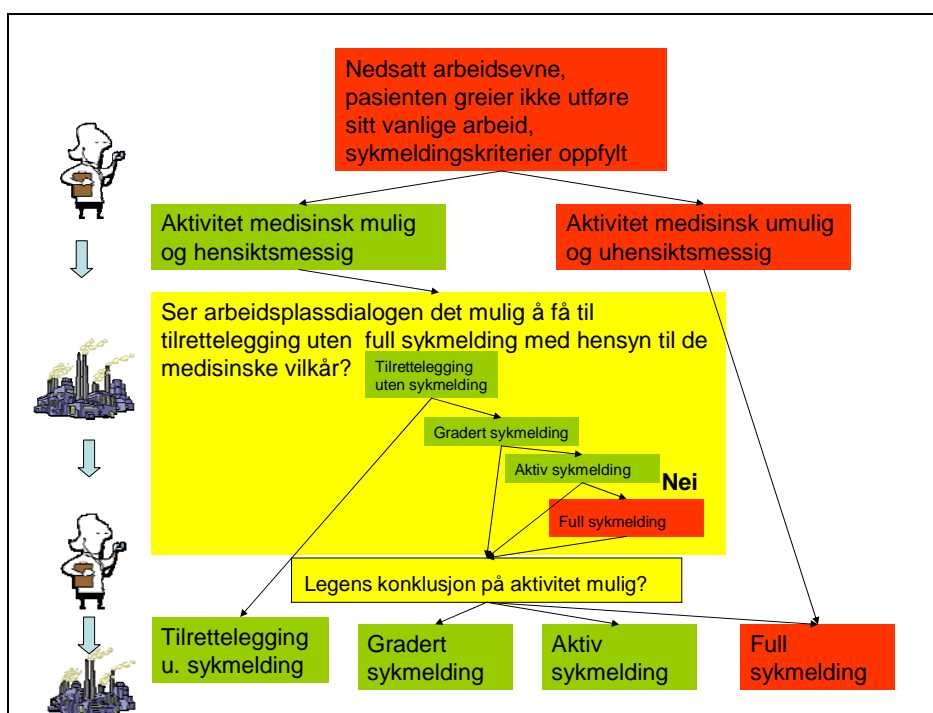 Nedsatt arbeidsevne,
pasienten greier ikke utføre
sitt vanlige arbeid,
sykmeldingskriterier oppfylt
Aktivitet medisinsk mulig
og hensiktsmessig
Aktivitet medisinsk umulig
og uhensiktsmessig
Ser arbeidsplassdialogen det mulig å få til
tilrettelegging uten full sykmelding med hensyn til de
medisinske vilkår?
Tilrettelegging
uten sykmelding
Gradert sykmelding
Aktiv sykmelding
Nei
Full sykmelding
Legens konklusjon på aktivitet mulig?
Tilrettelegging
u. sykmelding
Gradert
sykmelding
Aktiv
sykmelding
Full
sykmelding